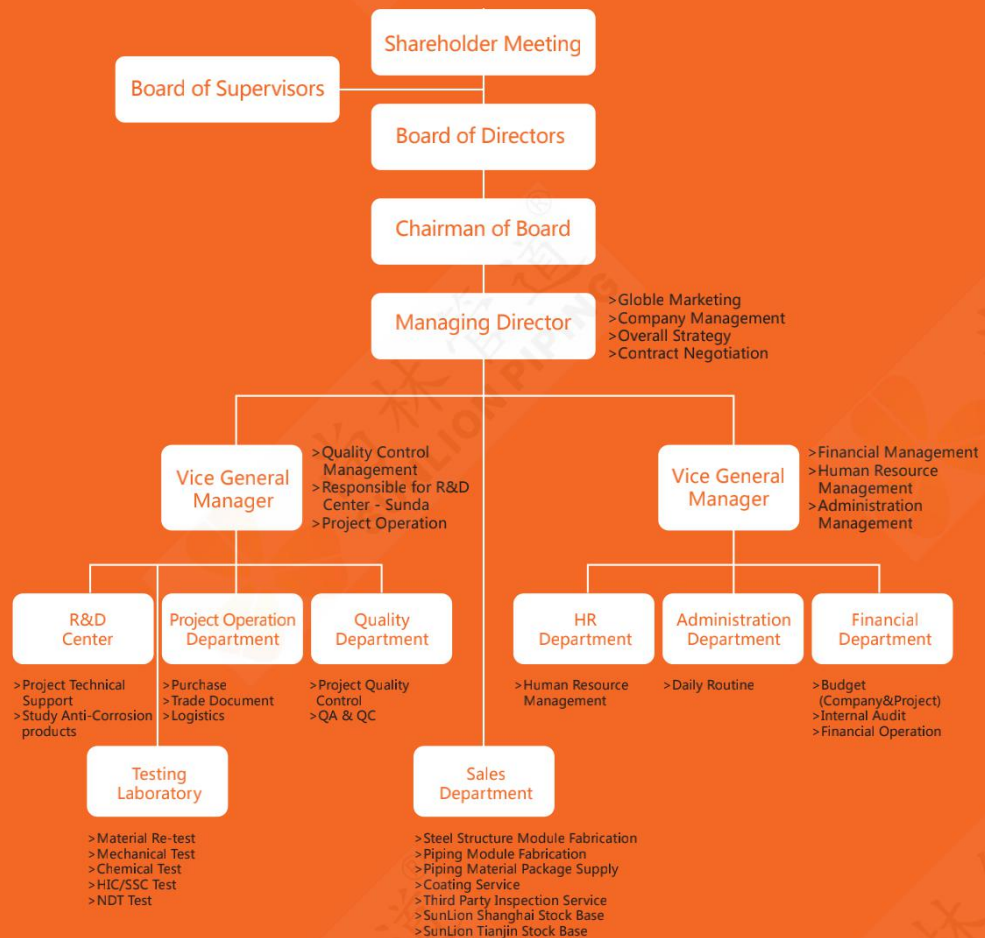 Shareholder Meeting
Board of Supervisors
Board of Directors
Chairman of Board
Managing Director
>Globle Marketing
>Company Management
>Overall Strategy
>Contract Negotiation
Vice General
Manager
>Quality Control
Management
>Responsible for R&D
Center - Sunda
>Project Operation
Vice General
Manager
>Financial Management
>Human Resource
Management
>Administration
Management
R&D
Center
>Project Technical
Support
>Study Anti-Corrosion
products
Project Operation
Department
>Purchase
>Trade Document
>Logistics
Quality
Department
>Project Quality
Control
>QA & QC
HR
Department
>Human Resource
Management
Administration
Department
>Daily Routine
Financial
Department
>Budget
(Company&Project)
>Internal Audit
>Financial Operation
Testing
Laboratory
>Material Re-test
>Mechanical Test
>Chemical Test
>HIC/SSC Test
>NDT Test
Sales
Department
>Steel Structure Module Fabrication
>Piping Module Fabrication
>Piping Material Package Supply
>Coating Service
>Third Party Inspection Service
>SunLion Shanghai Stock Base
>SunLion Tianjin Stock Base
尚林管道®
SUNLION PIPING